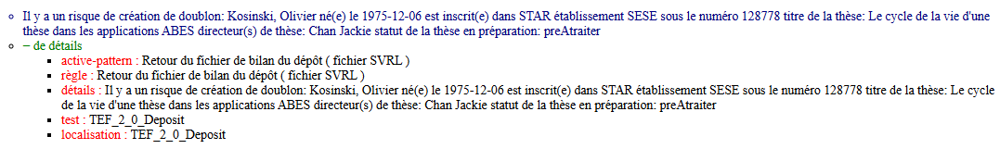 Il y a un risque de création de doublon: Kosinski, Olivier né(e) le 1975-12-06 est inscrit(e) dans STAR établissement SESE sous le numéro 128778 titre de la thèse: Le cycle de la vie d'une
thèse dans les applications ABES directeur(s) de thèse: Chan Jackie statut de la thèse en préparation: preAtraiter
– de détails
active-pattern : Retour du fichier de bilan du dépôt ( fichier SVRL )
règle : Retour du fichier de bilan du dépôt ( fichier SVRL )
détails : Il y a un risque de création de doublon: Kosinski, Olivier né(e) le 1975-12-06 est inscrit(e) dans STAR établissement SESE sous le numéro 128778 titre de la thèse: Le cycle
de la vie d'une thèse dans les applications ABES directeur(s) de thèse: Chan Jackie statut de la thèse en préparation: preAtraiter
test : TEF_2_0_Deposit
localisation : TEF_2_0_Deposit